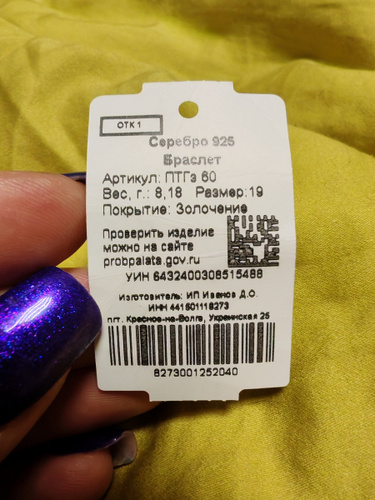 ОТК 1
Серебро 925
Браслет
Артикул: ПТГз 60
Вес, г.: 8,18 Размер:19
Покрытие: Золочение
Проверить изделие
можно на сайте
probpalata.gov.ru
УИН 6432400308515488
Изготовитель: ИП Иванов Д.О.
ИНН 441501118273
пгт. Красное-на-Волге, Украинская 25
8273001252040